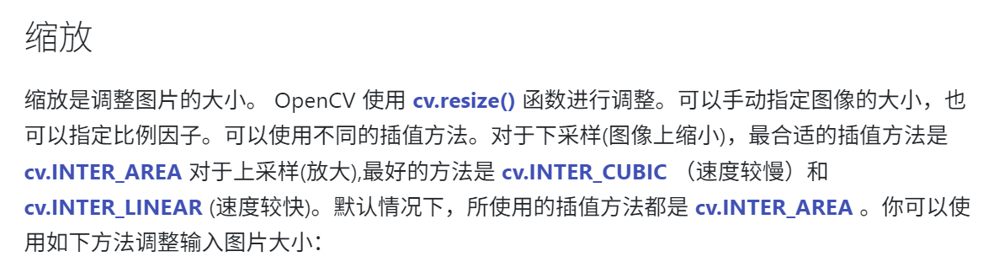 缩放
缩放是调整图片的大小。 OpenCV 使用 cv.resize() 函数进行调整。可以手动指定图像的大小，也
可以指定比例因子。可以使用不同的插值方法。对于下采样(图像上缩小)，最合适的插值方法是
cv.INTER_AREA 对于上采样(放大),最好的方法是 cv.INTER_CUBIC （速度较慢）和
cv.INTER_LINEAR (速度较快)。默认情况下，所使用的插值方法都是 cv.INTER_AREA 。你可以使
用如下方法调整输入图片大小：